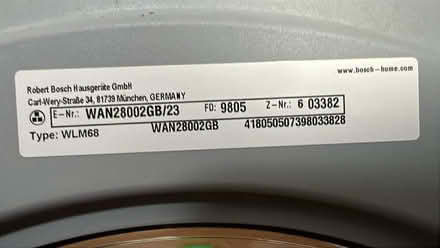 www.bosch-home.com
Robert Bosch Hausgeräte GmbH
Carl-Wery-Straße 34, 81739 München, GERMANY
E-Nr.: WAN28002GB/23 FD: 9805 Z-Nr.: 6 03382
Type: WLM68 WAN28002GB 418050507398033828